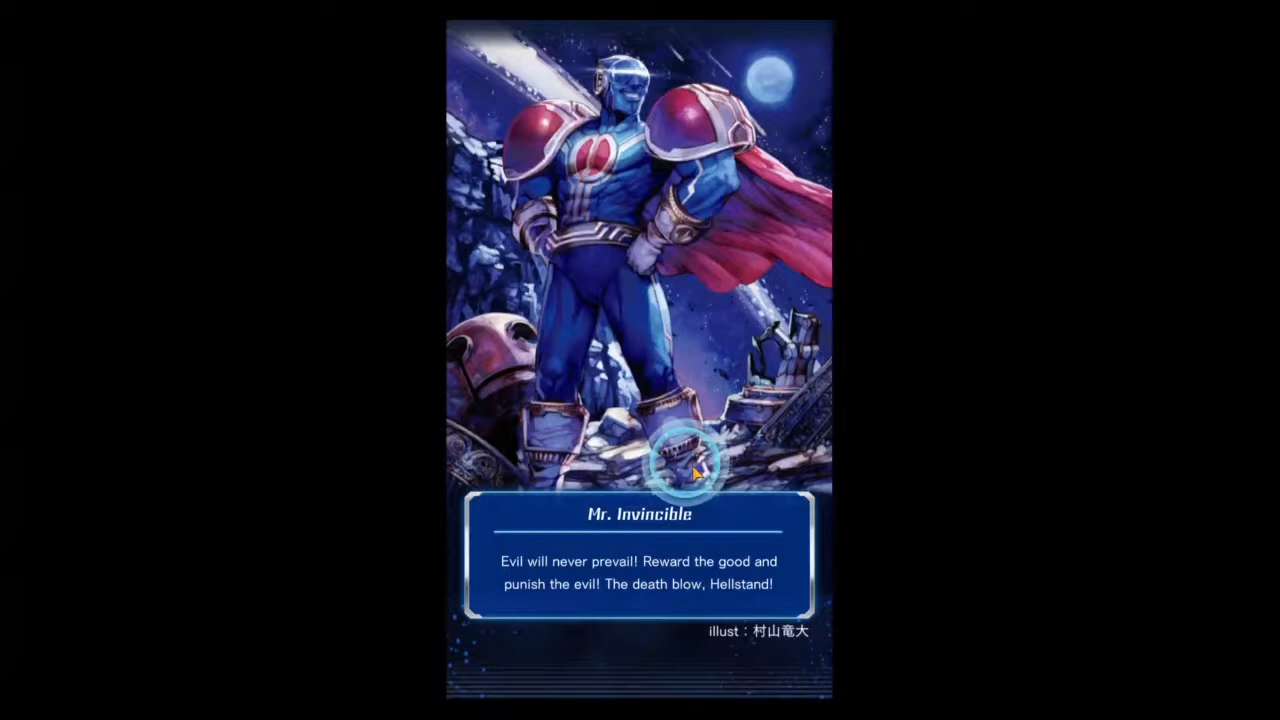 Mr. Invincible
Evil will never prevail! Reward the good and
punish the evil! The death blow, Hellstand!
illust：村山竜大